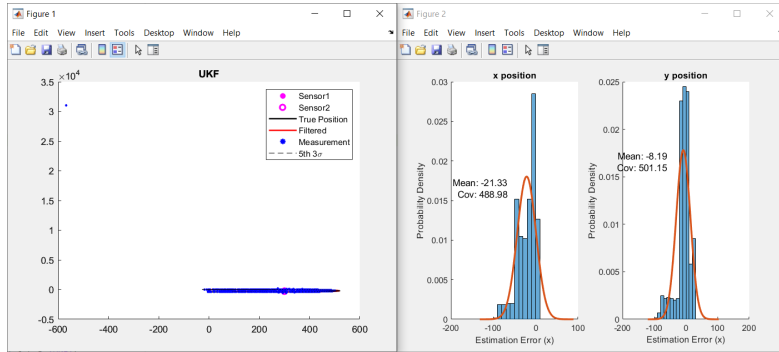 Figure 1
File Edit View Insert Tools Desktop Window Help
UKF
×10⁴
3.5
3
2.5
2
1.5
1
0.5
0
-0.5
-600 -400 -200 0 200 400 600
Sensor1
Sensor2
True Position
Filtered
Measurement
5th 3σ
Figure 2
File Edit View Insert Tools Desktop Window Help
x position
0.03
0.025
0.02
0.015
0.01
0.005
0
-200 -100 0 100
Probability Density
Estimation Error (x)
Mean: -21.33
Cov: 488.98
y position
0.025
0.02
0.015
0.01
0.005
0
-200 -100 0 100 200
Probability Density
Estimation Error (x)
Mean: -8.19
Cov: 501.15